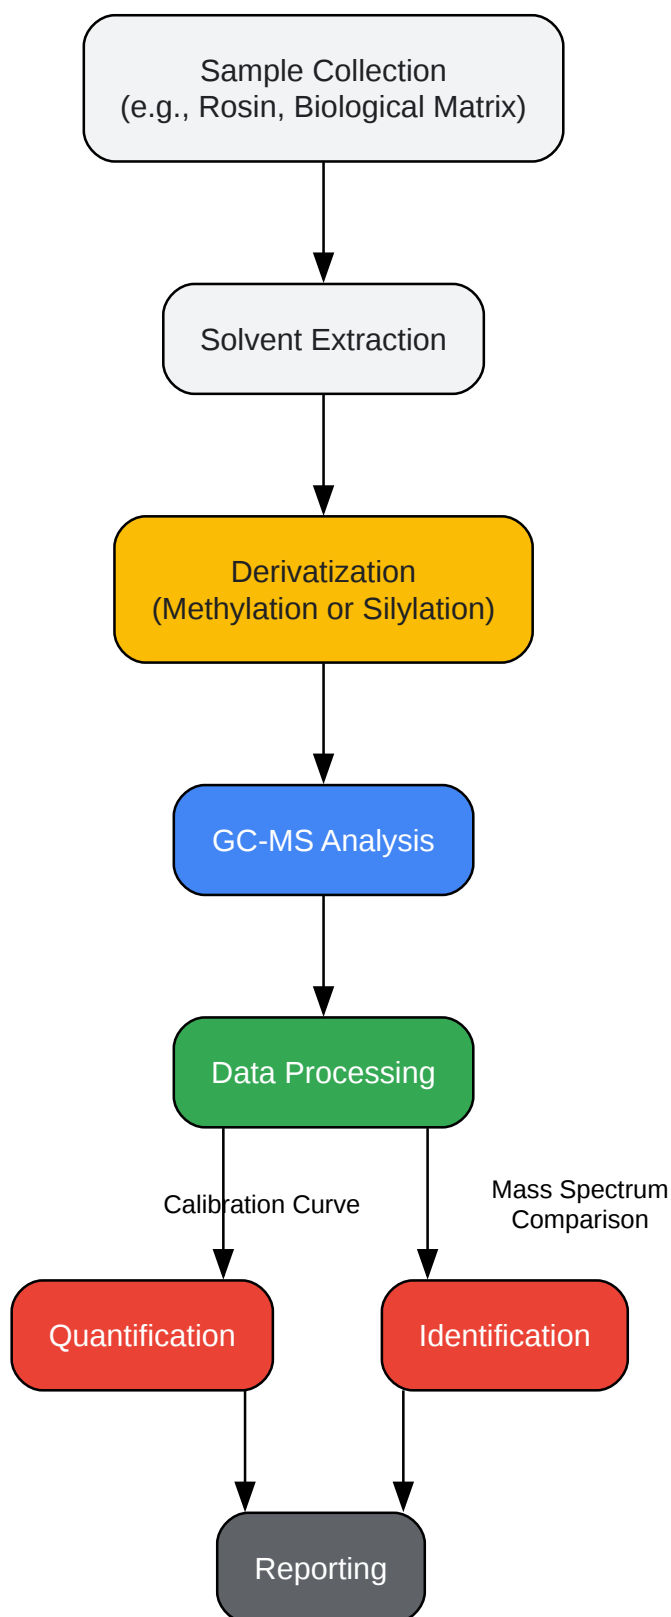 Sample Collection
(e.g., Rosin, Biological Matrix)
Solvent Extraction
Derivatization
(Methylation or Silylation)
GC-MS Analysis
Data Processing
Calibration Curve
Mass Spectrum
Comparison
Quantification
Identification
Reporting